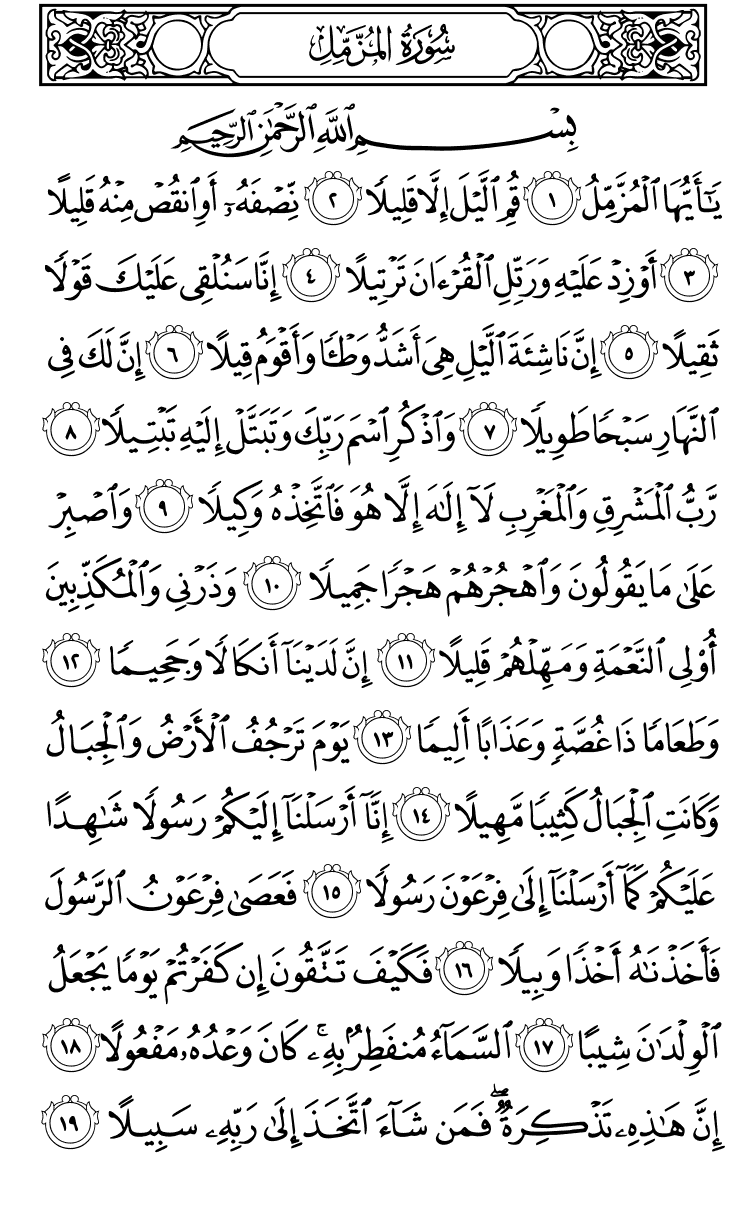 سُورَةُ المُزَّمِّلِ
بِسْمِ ٱللَّهِ ٱلرَّحْمَٰنِ ٱلرَّحِيمِ
يَٰٓأَيُّهَا ٱلْمُزَّمِّلُ ١ قُمِ ٱلَّيْلَ إِلَّا قَلِيلًا ٢ نِّصْفَهُۥٓ أَوِ ٱنقُصْ مِنْهُ قَلِيلًا
٣ أَوْ زِدْ عَلَيْهِ وَرَتِّلِ ٱلْقُرْءَانَ تَرْتِيلًا ٤ إِنَّا سَنُلْقِى عَلَيْكَ قَوْلًا
ثَقِيلًا ٥ إِنَّ نَاشِئَةَ ٱلَّيْلِ هِىَ أَشَدُّ وَطْـًٔا وَأَقْوَمُ قِيلًا ٦ إِنَّ لَكَ فِى
ٱلنَّهَارِ سَبْحًا طَوِيلًا ٧ وَٱذْكُرِ ٱسْمَ رَبِّكَ وَتَبَتَّلْ إِلَيْهِ تَبْتِيلًا ٨
رَّبُّ ٱلْمَشْرِقِ وَٱلْمَغْرِبِ لَآ إِلَٰهَ إِلَّا هُوَ فَٱتَّخِذْهُ وَكِيلًا ٩ وَٱصْبِرْ
عَلَىٰ مَا يَقُولُونَ وَٱهْجُرْهُمْ هَجْرًا جَمِيلًا ١٠ وَذَرْنِى وَٱلْمُكَذِّبِينَ
أُو۟لِى ٱلنَّعْمَةِ وَمَهِّلْهُمْ قَلِيلًا ١١ إِنَّ لَدَيْنَآ أَنكَالًا وَجَحِيمًا ١٢
وَطَعَامًا ذَا غُصَّةٍ وَعَذَابًا أَلِيمًا ١٣ يَوْمَ تَرْجُفُ ٱلْأَرْضُ وَٱلْجِبَالُ
وَكَانَتِ ٱلْجِبَالُ كَثِيبًا مَّهِيلًا ١٤ إِنَّآ أَرْسَلْنَآ إِلَيْكُمْ رَسُولًا شَٰهِدًا
عَلَيْكُمْ كَمَآ أَرْسَلْنَآ إِلَىٰ فِرْعَوْنَ رَسُولًا ١٥ فَعَصَىٰ فِرْعَوْنُ ٱلرَّسُولَ
فَأَخَذْنَٰهُ أَخْذًا وَبِيلًا ١٦ فَكَيْفَ تَتَّقُونَ إِن كَفَرْتُمْ يَوْمًا يَجْعَلُ
ٱلْوِلْدَٰنَ شِيبًا ١٧ ٱلسَّمَآءُ مُنفَطِرٌۢ بِهِۦ ۚ كَانَ وَعْدُهُۥ مَفْعُولًا ١٨
إِنَّ هَٰذِهِۦ تَذْكِرَةٌ ۖ فَمَن شَآءَ ٱتَّخَذَ إِلَىٰ رَبِّهِۦ سَبِيلًا ١٩